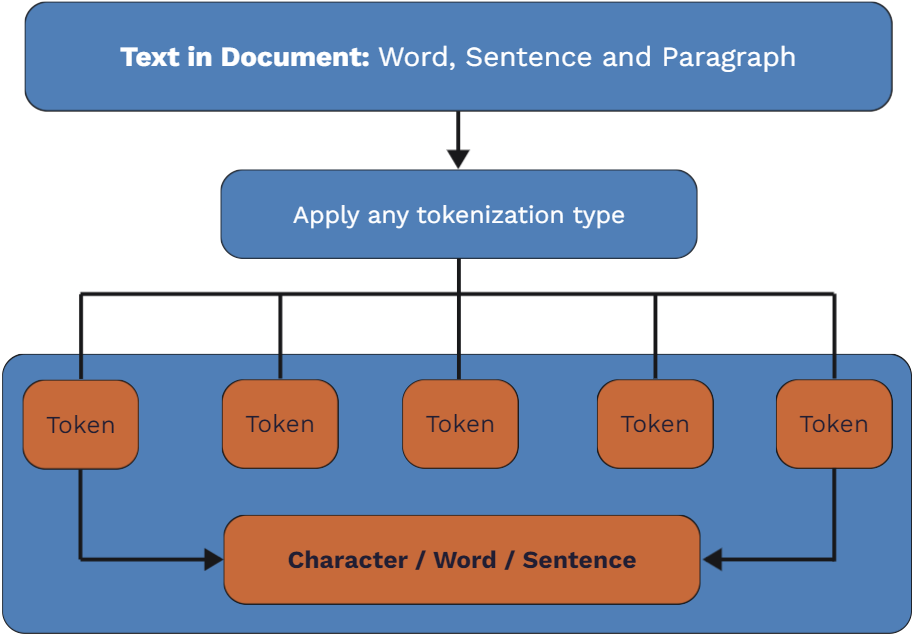 Text in Document: Word, Sentence and Paragraph
Apply any tokenization type
Token
Token
Token
Token
Token
Character / Word / Sentence